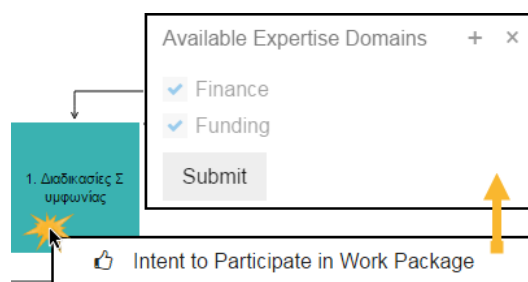 Available Expertise Domains
Finance
Funding
Submit
1. Διαδικασίες Σ
υμφωνίας
Intent to Participate in Work Package